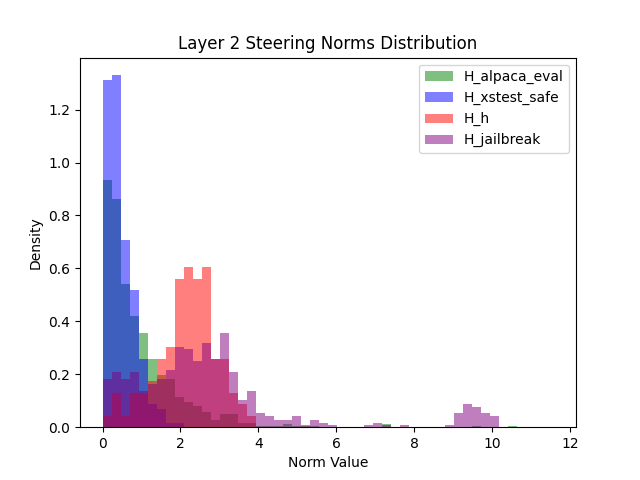 Layer 2 Steering Norms Distribution
H_alpaca_eval
H_xstest_safe
H_h
H_jailbreak
Density
1.2
1.0
0.8
0.6
0.4
0.2
0.0
0 2 4 6 8 10 12
Norm Value